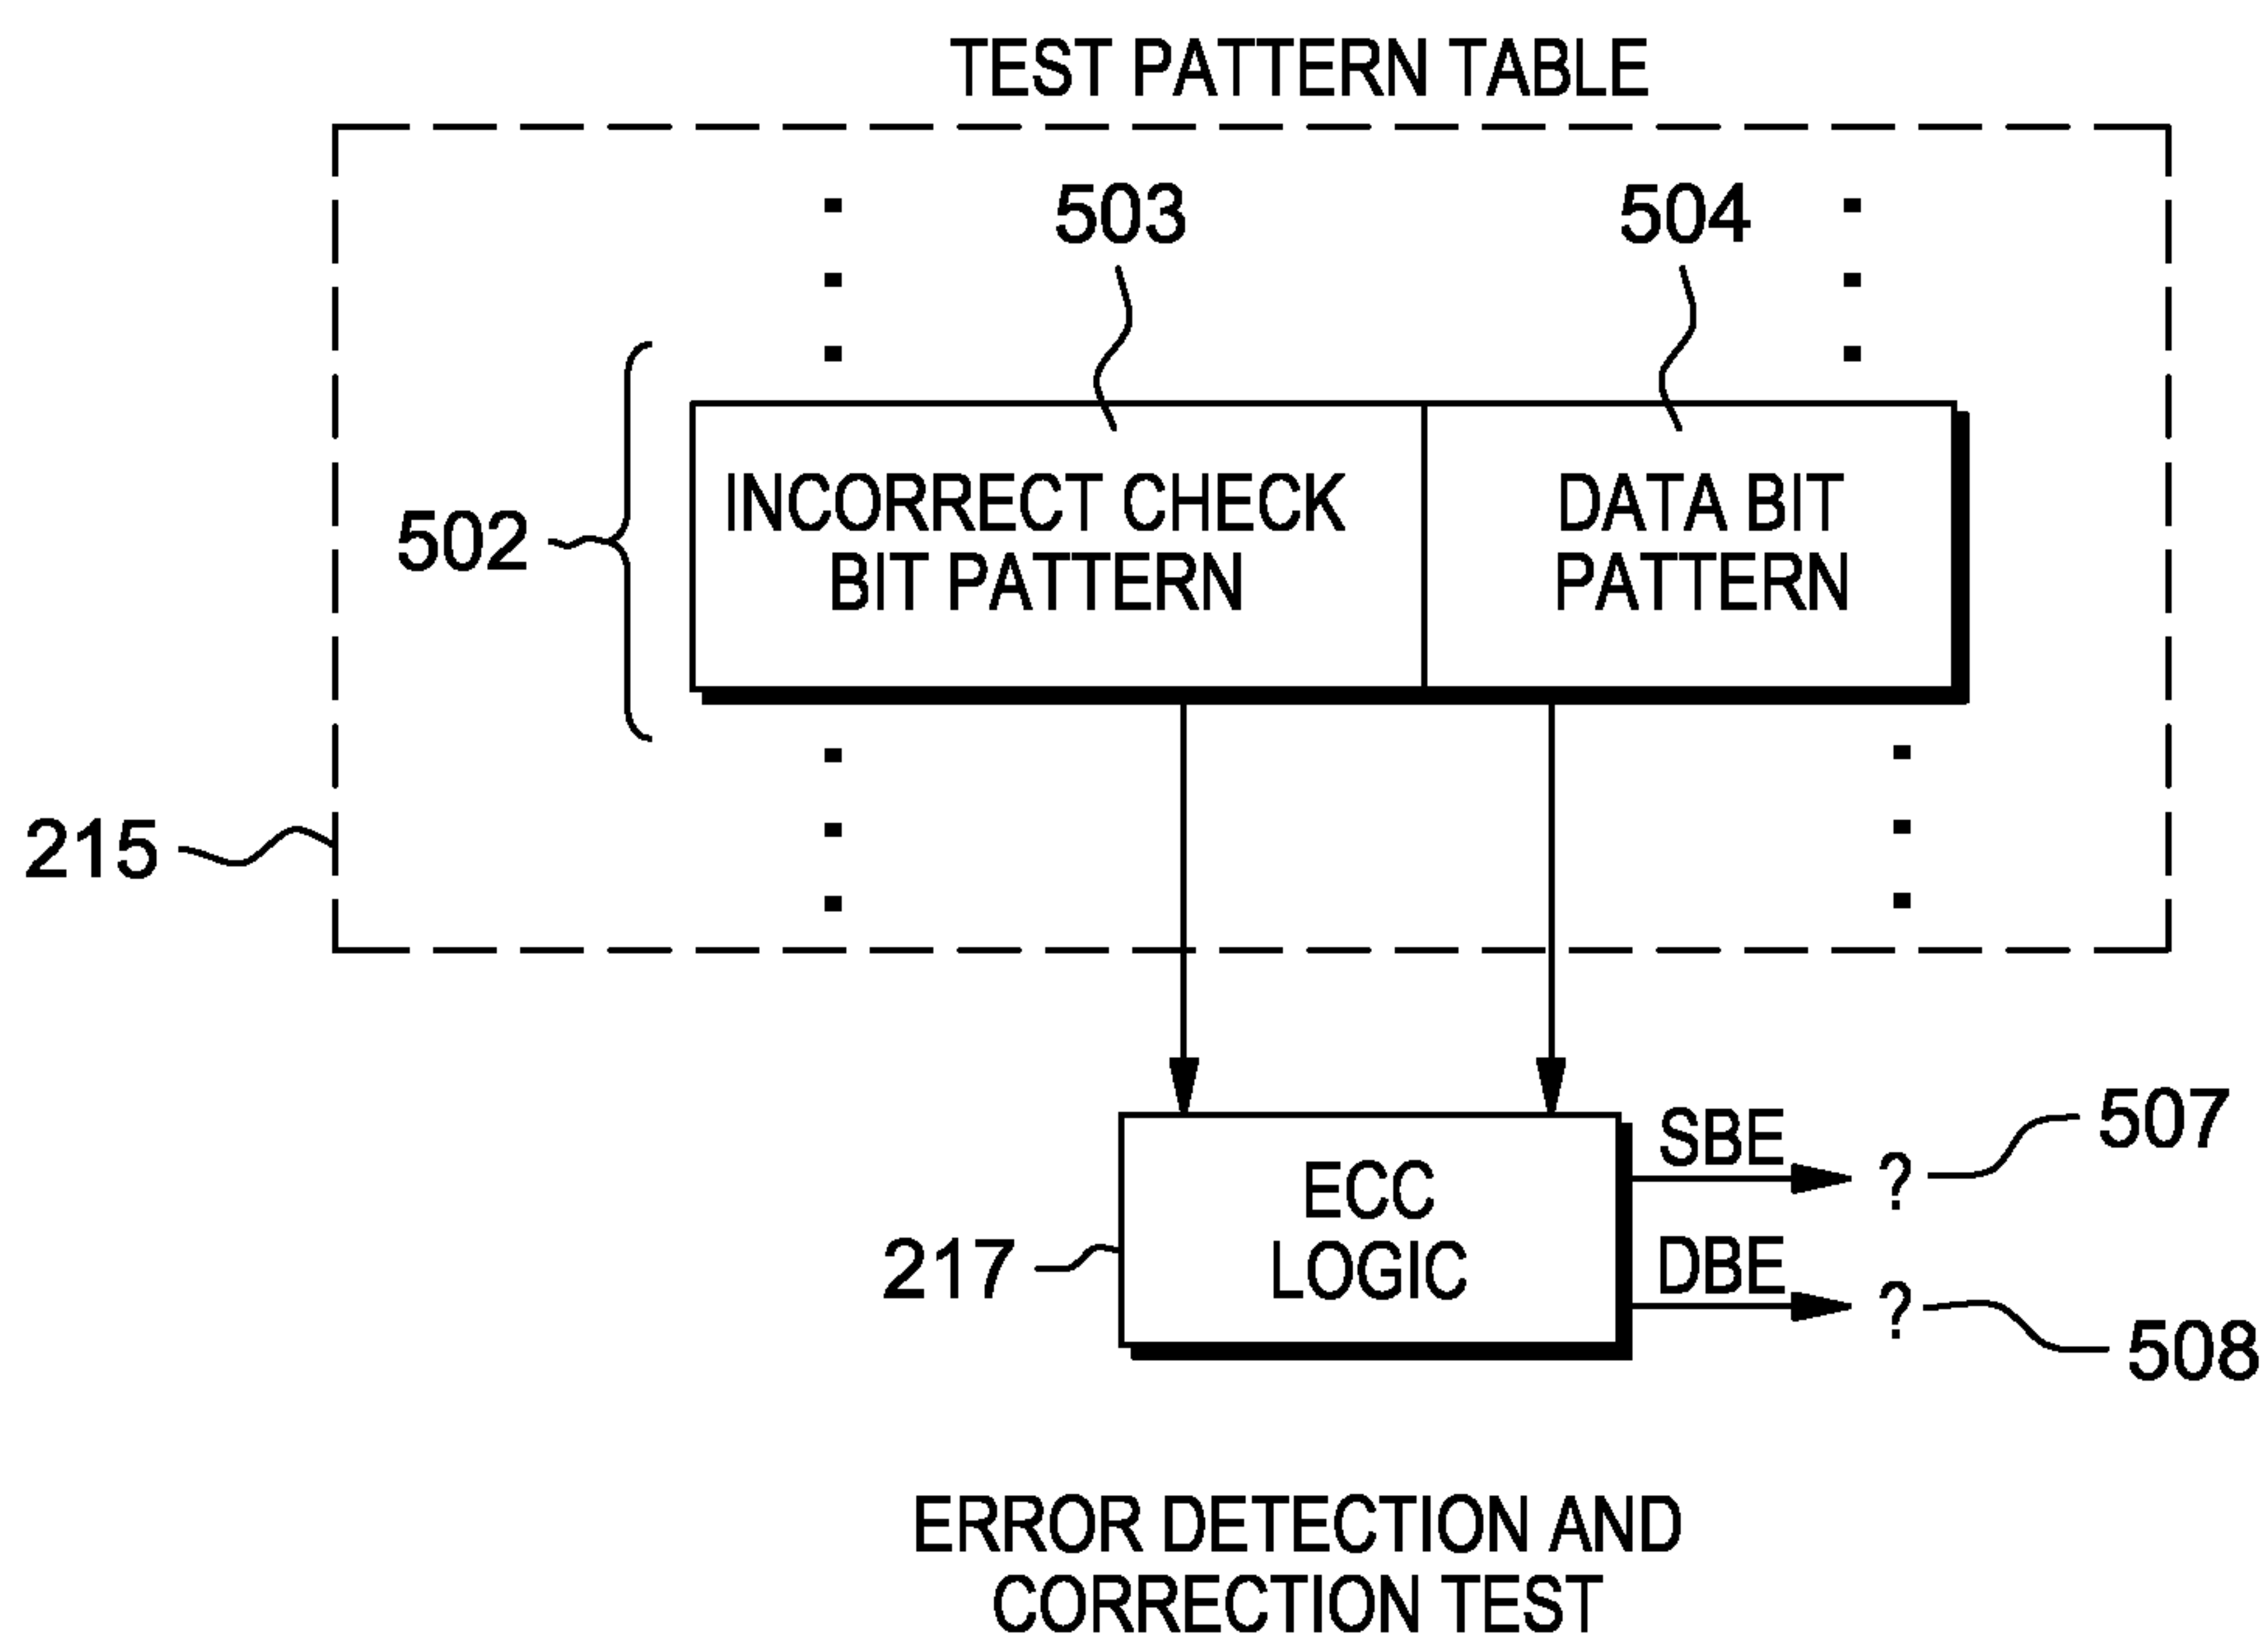 TEST PATTERN TABLE
503
504
INCORRECT CHECK
BIT PATTERN
DATA BIT
PATTERN
502
215
ECC
LOGIC
217
SBE
?
507
DBE
?
508
ERROR DETECTION AND
CORRECTION TEST